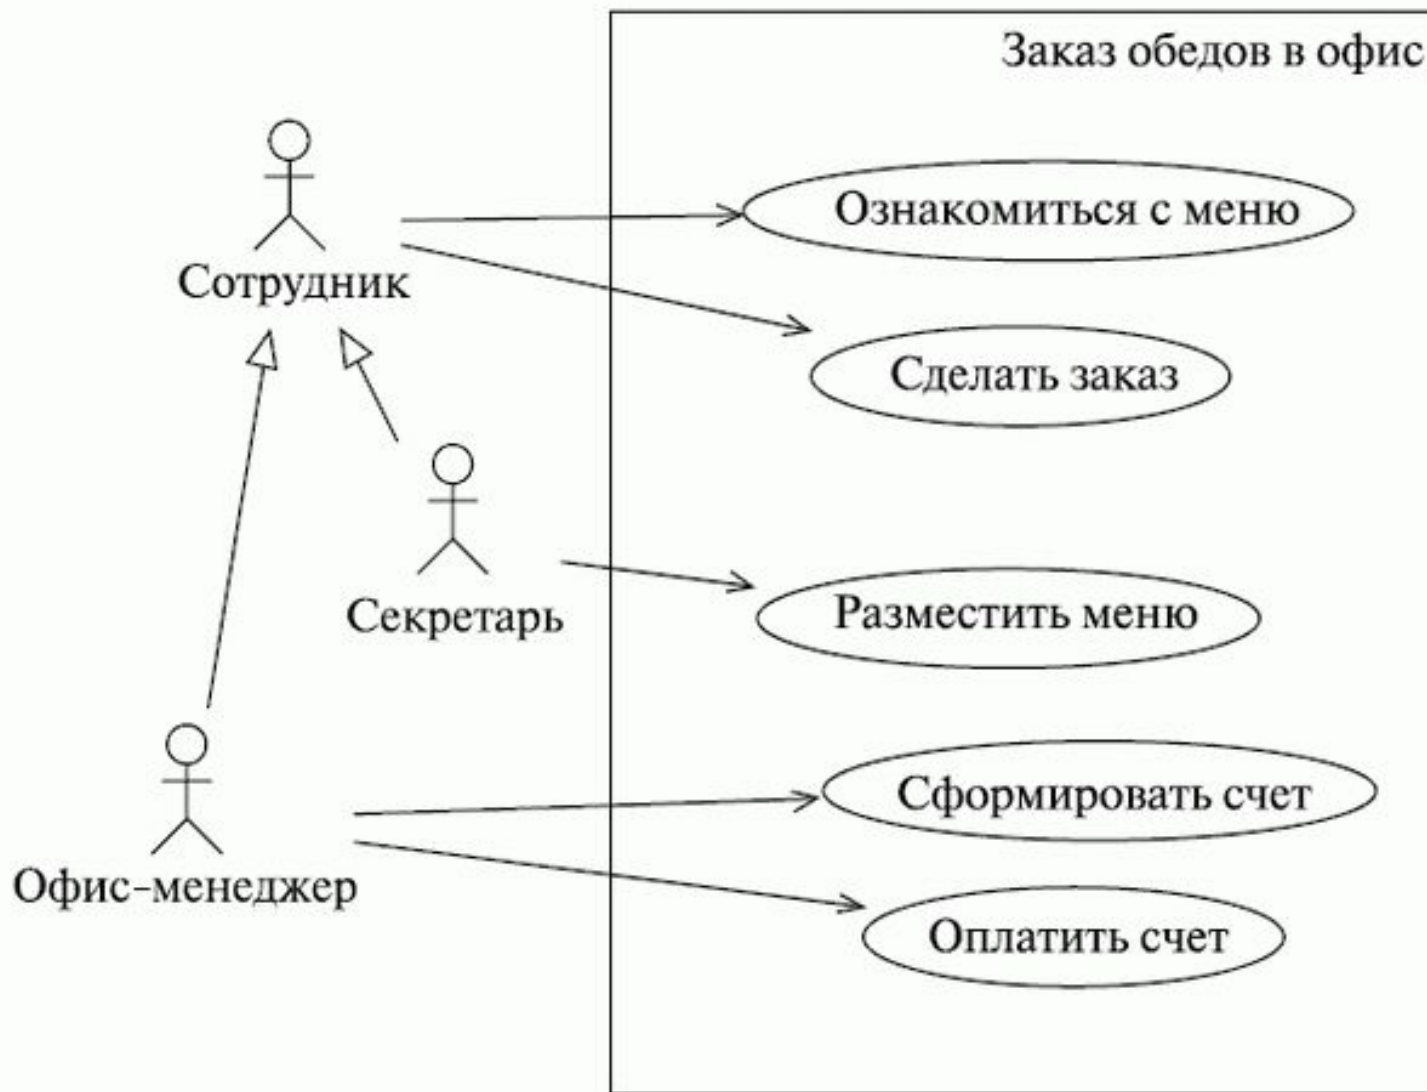 Заказ обедов в офис
Ознакомиться с меню
Сотрудник
Сделать заказ
Секретарь
Разместить меню
Сформировать счет
Офис-менеджер
Оплатить счет